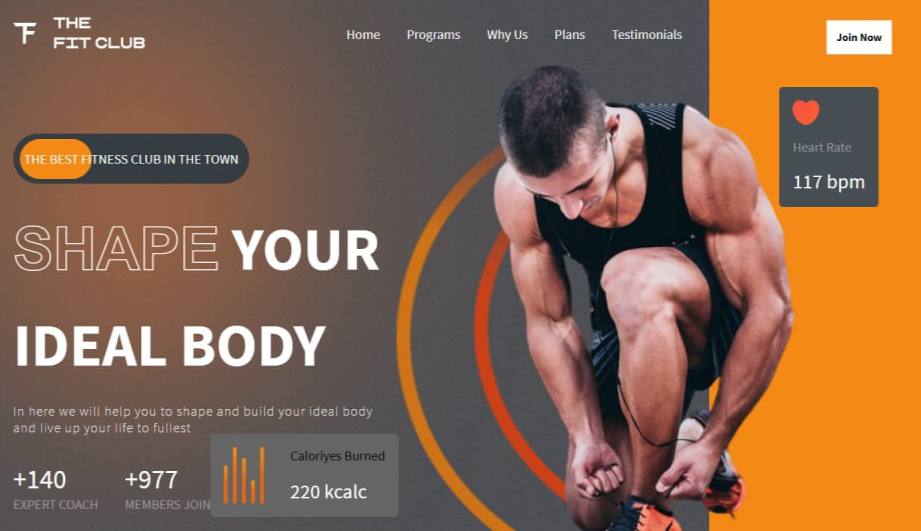 THE
FIT CLUB
Home Programs Why Us Plans Testimonials
Join Now
Heart Rate
117 bpm
THE BEST FITNESS CLUB IN THE TOWN
SHAPE YOUR
IDEAL BODY
In here we will help you to shape and build your ideal body
and live up your life to fullest
+140
EXPERT COACH
+977
MEMBERS JOIN
Caloriyes Burned
220 kcalc